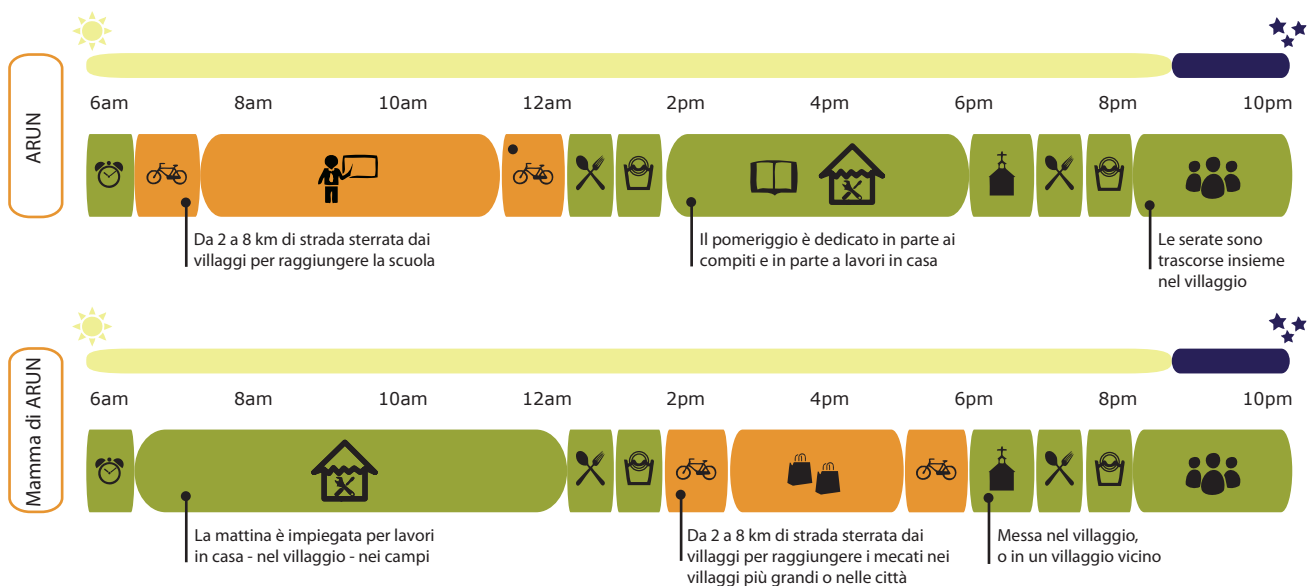 ARUN
6am 8am 10am 12am 2pm 4pm 6pm 8pm 10pm
Da 2 a 8 km di strada sterrata dai
villaggi per raggiungere la scuola
Il pomeriggio è dedicato in parte ai
compiti e in parte a lavori in casa
Le serate sono
trascorse insieme
nel villaggio
Mamma di ARUN
6am 8am 10am 12am 2pm 4pm 6pm 8pm 10pm
La mattina è impiegata per lavori
in casa - nel villaggio - nei campi
Da 2 a 8 km di strada sterrata dai
villaggi per raggiungere i mecati nei
villaggi più grandi o nelle città
Messa nel villaggio,
o in un villaggio vicino